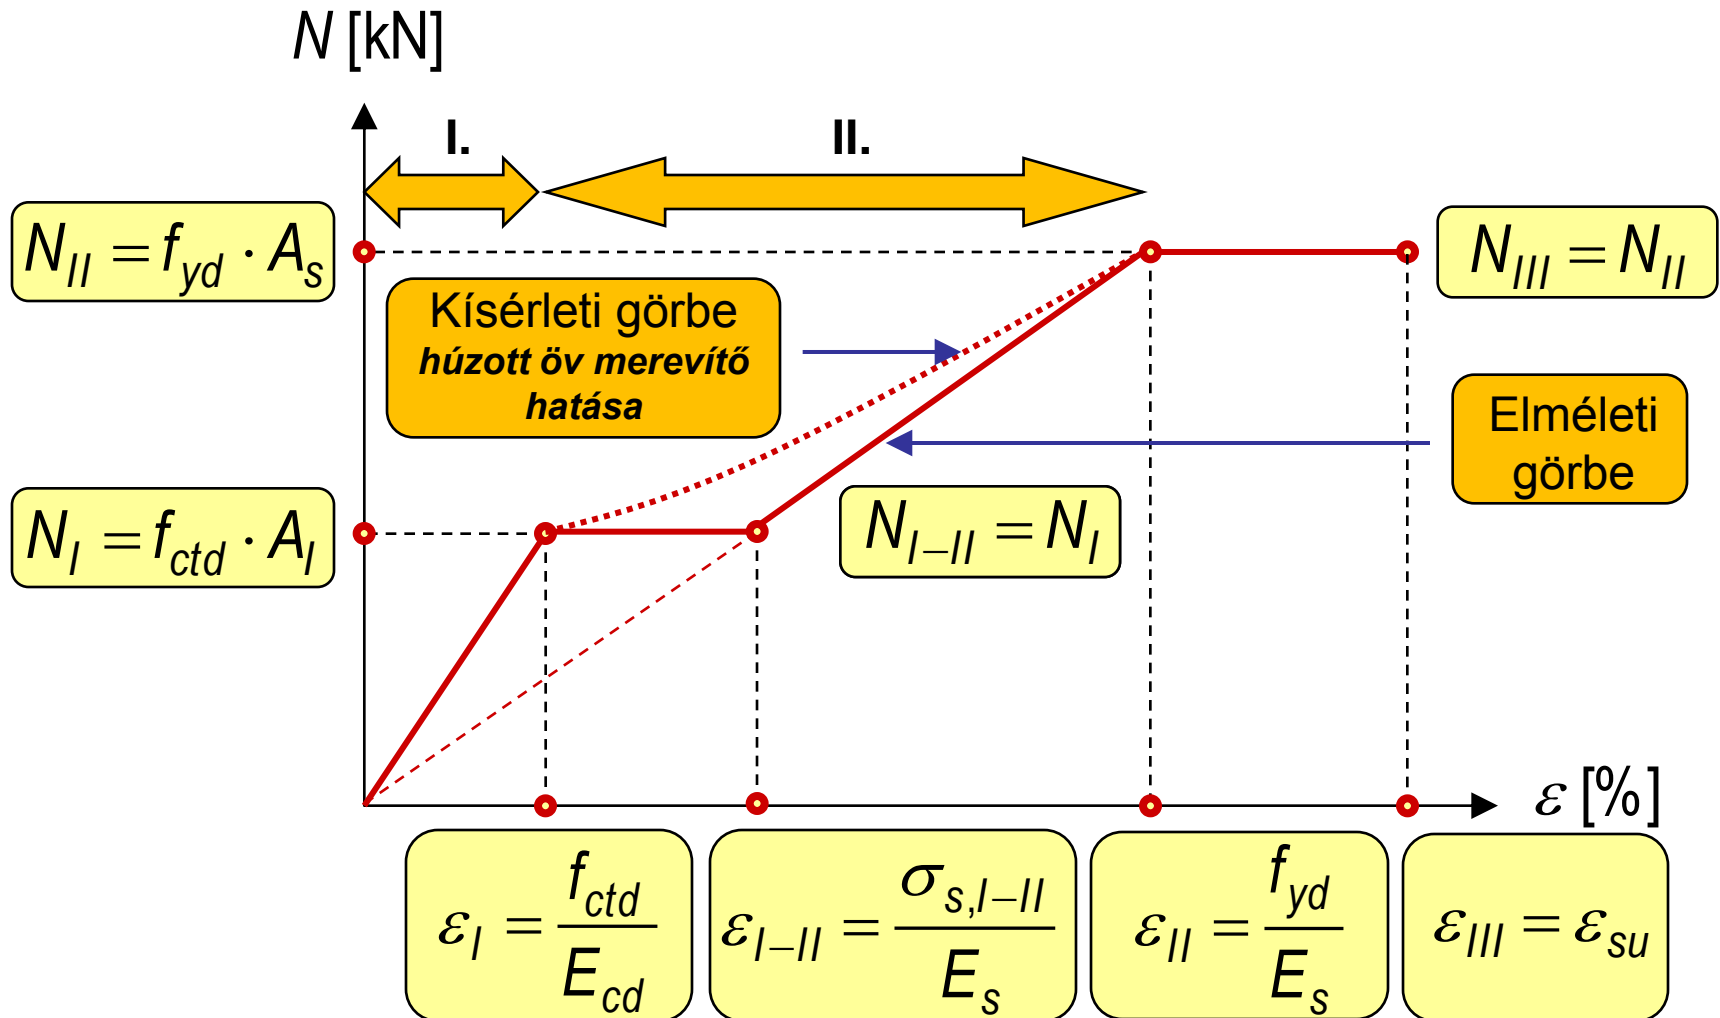 N [kN]
I.
II.
N_II = f_yd · A_s
N_III = N_II
Kísérleti görbe
húzott öv merevítő
hatása
Elméleti
görbe
N_I = f_ctd · A_I
N_I–II = N_I
ε [%]
ε_I = f_ctd / E_cd
ε_I–II = σ_s,I–II / E_s
ε_II = f_yd / E_s
ε_III = ε_su